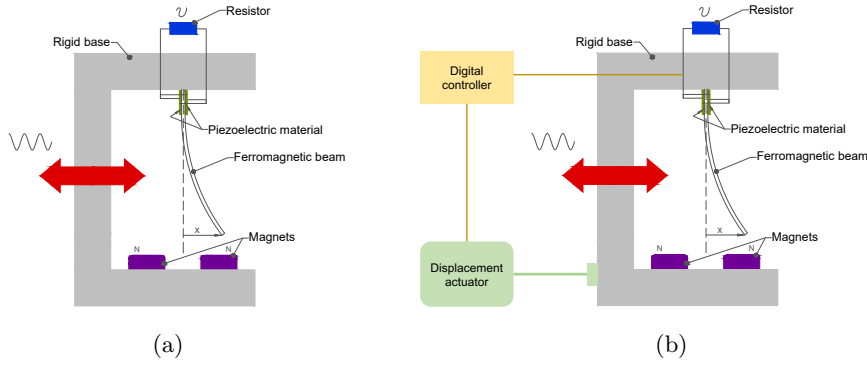 υ
Resistor
Rigid base
Piezoelectric material
Ferromagnetic beam
x
N
N
Magnets
(a)
υ
Resistor
Rigid base
Digital
controller
Piezoelectric material
Ferromagnetic beam
x
N
N
Magnets
Displacement
actuator
(b)